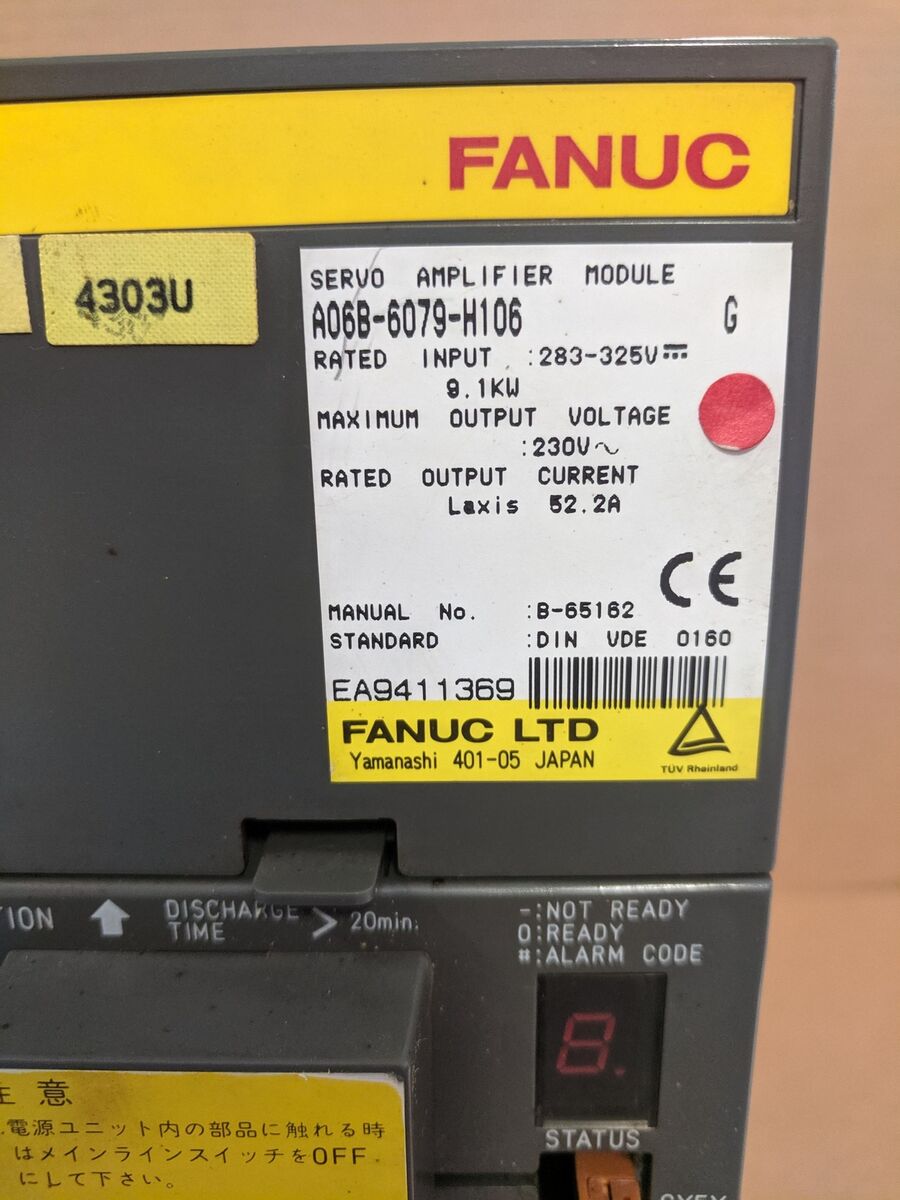 FANUC
4303U
SERVO AMPLIFIER MODULE
A06B-6079-H106 G
RATED INPUT :283-325V⎓
9.1KW
MAXIMUM OUTPUT VOLTAGE
:230V~
RATED OUTPUT CURRENT
Laxis 52.2A
CE
MANUAL No. :B-65162
STANDARD :DIN VDE 0160
EA9411369
FANUC LTD
Yamanashi 401-05 JAPAN
TÜV Rheinland
TION
DISCHARGE
TIME > 20min.
-:NOT READY
0:READY
#:ALARM CODE
8.
STATUS
注意
電源ユニット内の部品に触れる時
はメインラインスイッチをOFF
にして下さい。